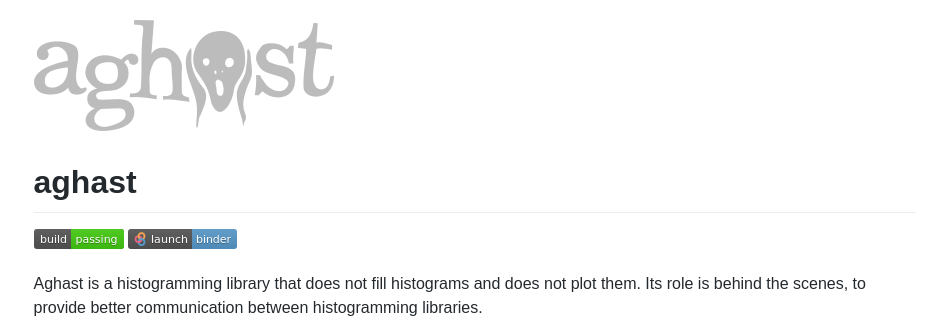 aghast
aghast
build passing launch binder
Aghast is a histogramming library that does not fill histograms and does not plot them. Its role is behind the scenes, to
provide better communication between histogramming libraries.